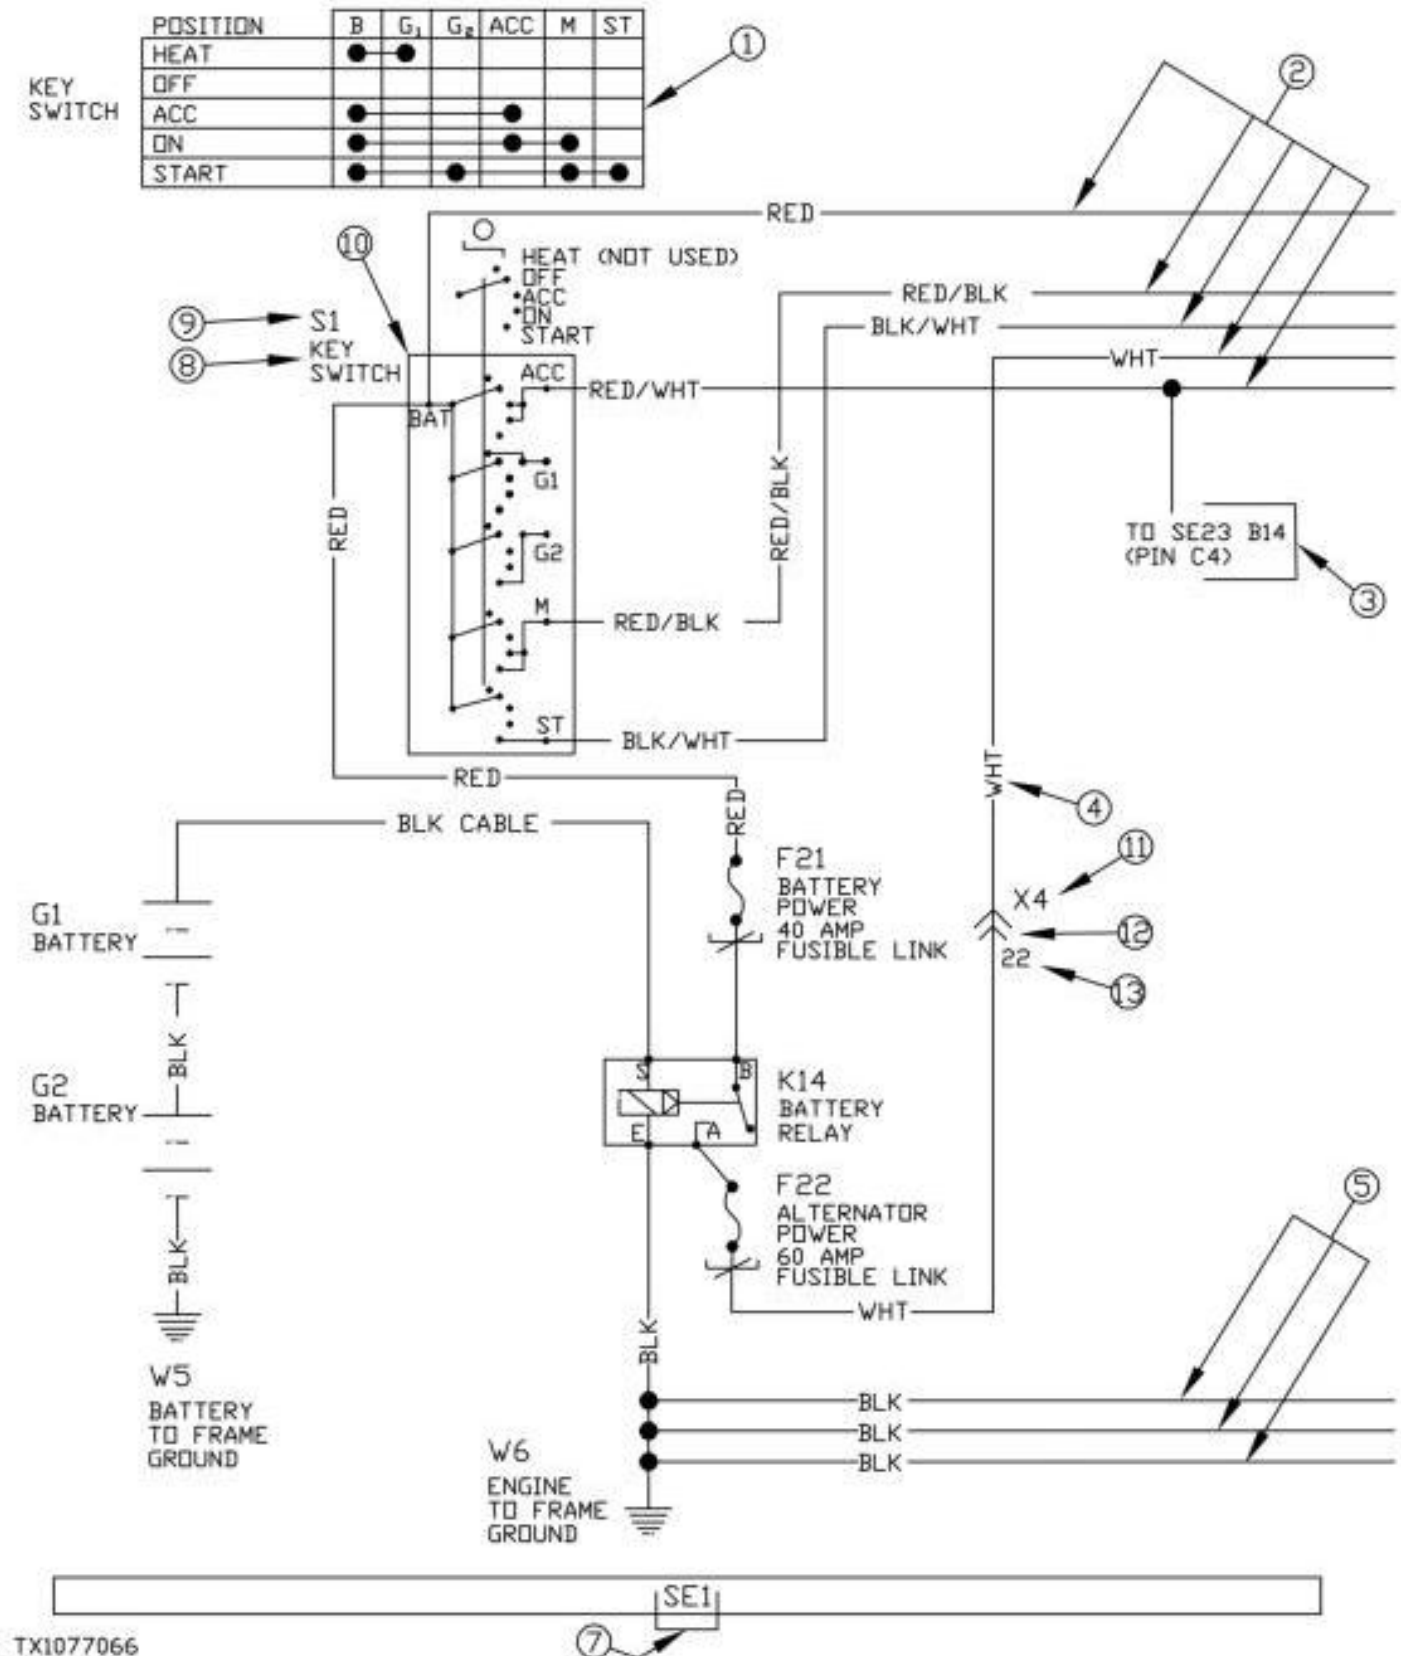 POSITION B G₁ G₂ ACC M ST
HEAT
OFF
ACC
ON
START
KEY
SWITCH
1
2
RED
10
HEAT (NOT USED)
OFF
ACC
ON
START
RED/BLK
9
S1
BLK/WHT
8
KEY
SWITCH
WHT
ACC
RED/WHT
BAT
G1
RED
RED/BLK
TO SE23 B14
(PIN C4)
G2
3
M
RED/BLK
ST
BLK/WHT
WHT
RED
4
BLK CABLE
RED
11
F21
BATTERY
POWER
40 AMP
FUSIBLE LINK
X4
12
22
13
G1
BATTERY
BLK
G2
BATTERY
S
B
K14
BATTERY
RELAY
E
A
F22
ALTERNATOR
POWER
60 AMP
FUSIBLE LINK
5
BLK
WHT
BLK
W5
BATTERY
TO FRAME
GROUND
BLK
BLK
BLK
W6
ENGINE
TO FRAME
GROUND
SE1
7
TX1077066